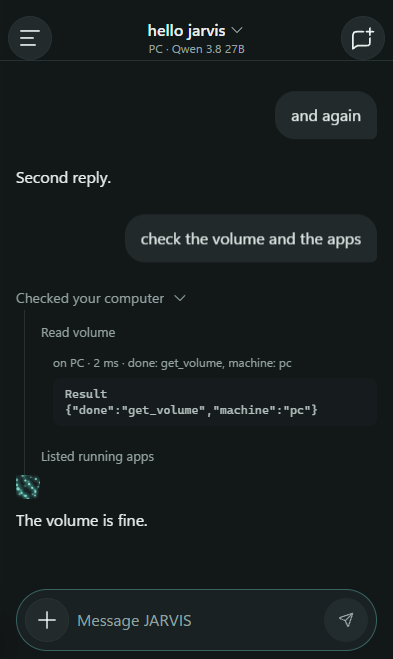 hello jarvis
PC · Qwen 3.8 27B
and again
Second reply.
check the volume and the apps
Checked your computer
Read volume
on PC · 2 ms · done: get_volume, machine: pc
Result
{"done":"get_volume","machine":"pc"}
Listed running apps
The volume is fine.
Message JARVIS